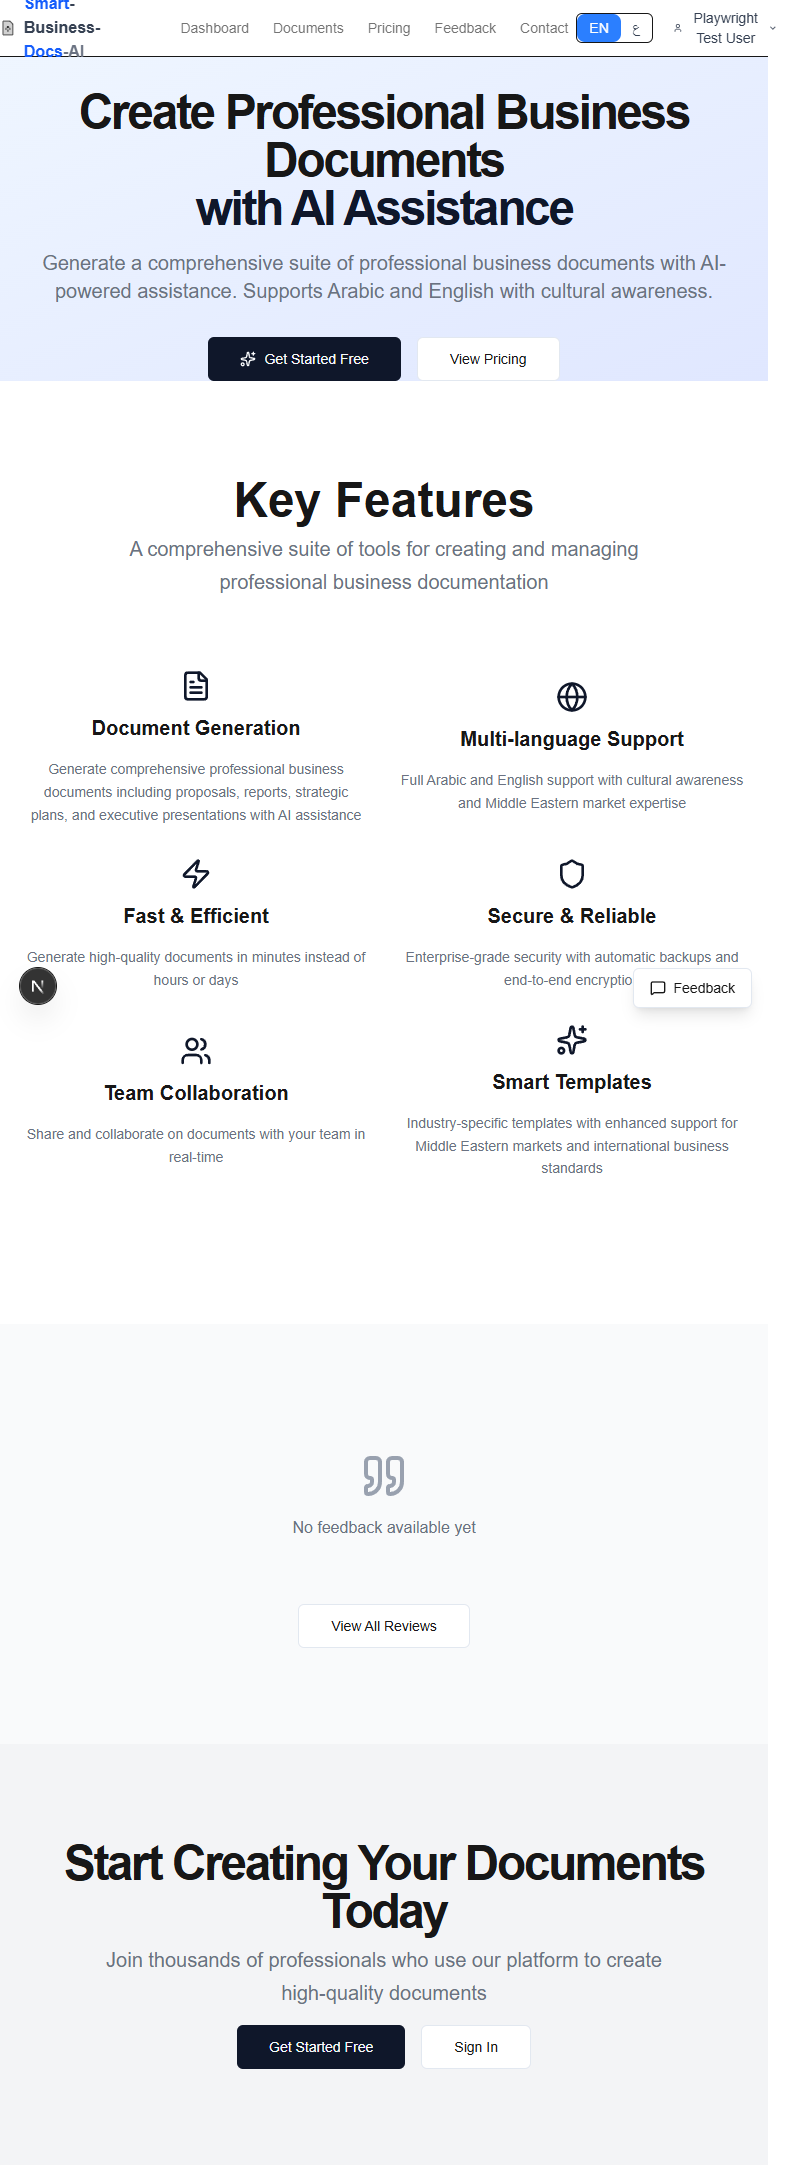 Smart-
Business-
Docs-AI
Dashboard
Documents
Pricing
Feedback
Contact
EN
ع
Playwright
Test User
Create Professional Business
Documents
with AI Assistance
Generate a comprehensive suite of professional business documents with AI-
powered assistance. Supports Arabic and English with cultural awareness.
Get Started Free
View Pricing
Key Features
A comprehensive suite of tools for creating and managing
professional business documentation
Document Generation
Generate comprehensive professional business
documents including proposals, reports, strategic
plans, and executive presentations with AI assistance
Multi-language Support
Full Arabic and English support with cultural awareness
and Middle Eastern market expertise
Fast & Efficient
Generate high-quality documents in minutes instead of
hours or days
Secure & Reliable
Enterprise-grade security with automatic backups and
end-to-end encryptio
N
Feedback
Team Collaboration
Share and collaborate on documents with your team in
real-time
Smart Templates
Industry-specific templates with enhanced support for
Middle Eastern markets and international business
standards
No feedback available yet
View All Reviews
Start Creating Your Documents
Today
Join thousands of professionals who use our platform to create
high-quality documents
Get Started Free
Sign In